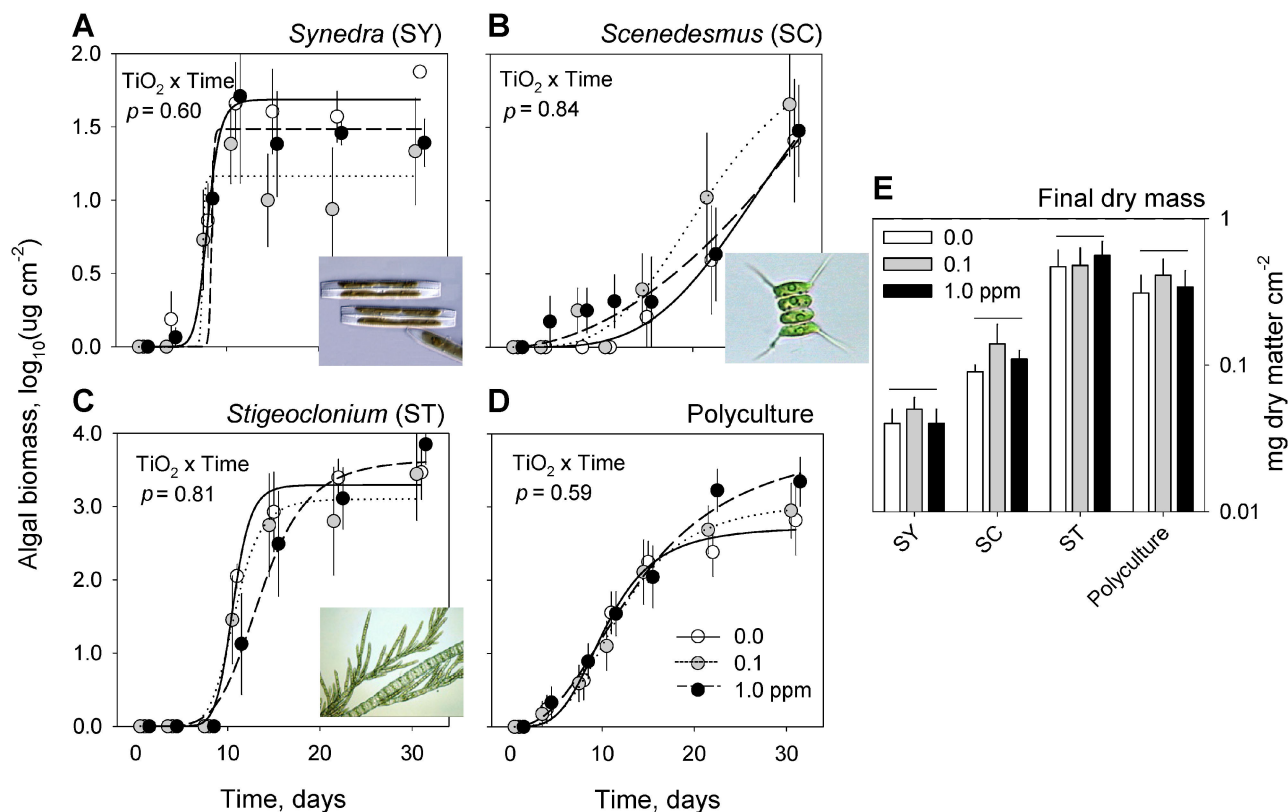 A
Synedra (SY)
2.0
1.5
1.0
0.5
0.0
TiO2 x Time
p = 0.60
B
Scenedesmus (SC)
TiO2 x Time
p = 0.84
C
Stigeoclonium (ST)
4.0
3.0
2.0
1.0
0.0
TiO2 x Time
p = 0.81
0
10
20
30
Time, days
D
Polyculture
TiO2 x Time
p = 0.59
0.0
0.1
1.0 ppm
0
10
20
30
Time, days
Algal biomass, log10(ug cm-2)
E
Final dry mass
0.0
0.1
1.0 ppm
1
0.1
0.01
mg dry matter cm-2
SY
SC
ST
Polyculture